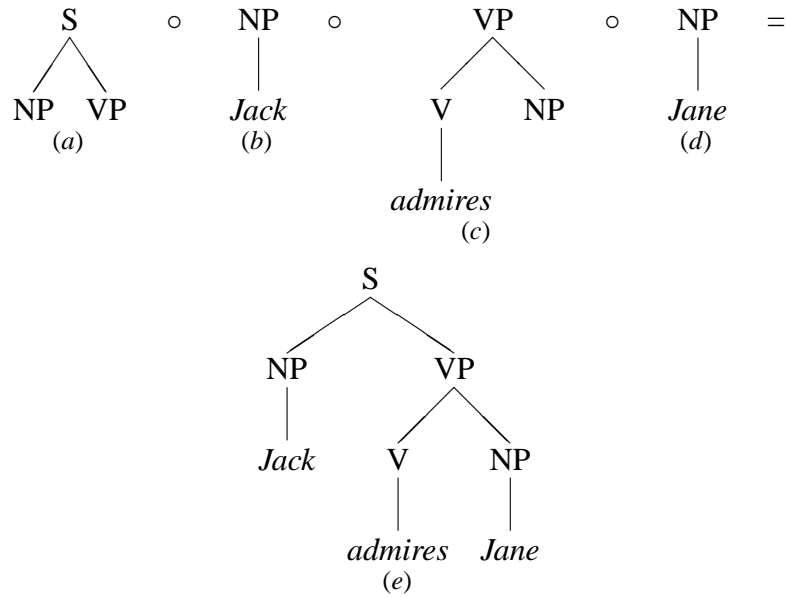 S ∘ NP ∘ VP ∘ NP =
NP VP Jack V NP Jane
(a) (b) (d)
admires
(c)
S
NP VP
Jack V NP
admires Jane
(e)